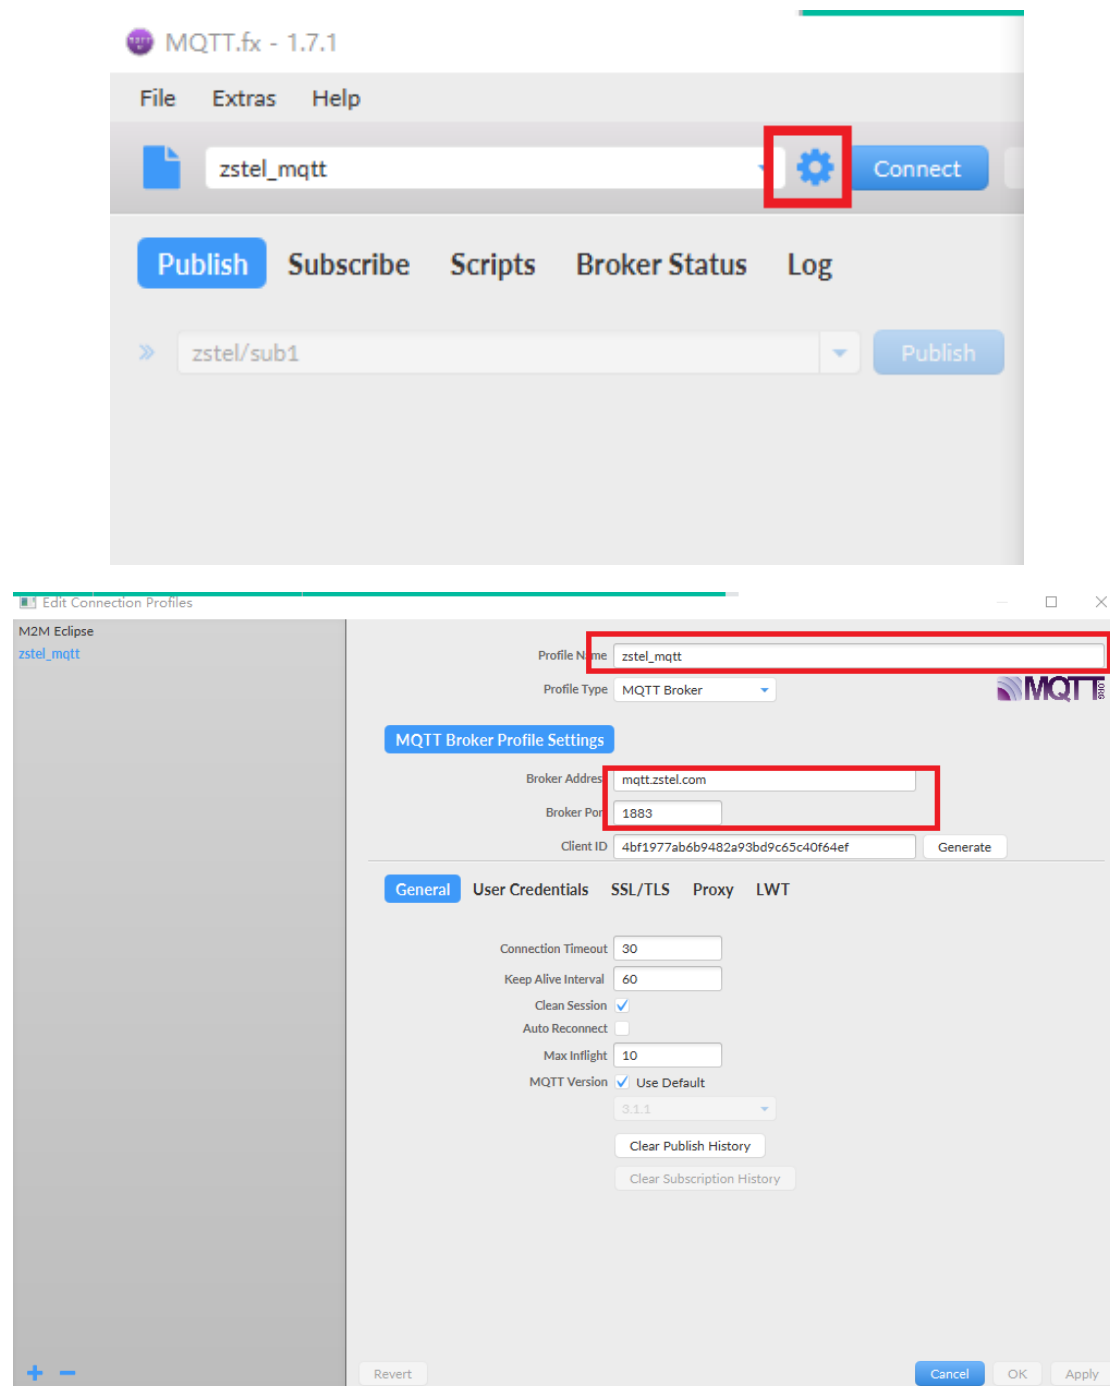 MQTT.fx - 1.7.1
File Extras Help
zstel_mqtt Connect
Publish Subscribe Scripts Broker Status Log
zstel/sub1 Publish
Edit Connection Profiles
M2M Eclipse
zstel_mqtt
Profile Name zstel_mqtt
Profile Type MQTT Broker
MQTT.ORG
MQTT Broker Profile Settings
Broker Address mqtt.zstel.com
Broker Port 1883
Client ID 4bf1977ab6b9482a93bd9c65c40f64ef Generate
General User Credentials SSL/TLS Proxy LWT
Connection Timeout 30
Keep Alive Interval 60
Clean Session
Auto Reconnect
Max Inflight 10
MQTT Version Use Default
3.1.1
Clear Publish History
Clear Subscription History
Revert Cancel OK Apply